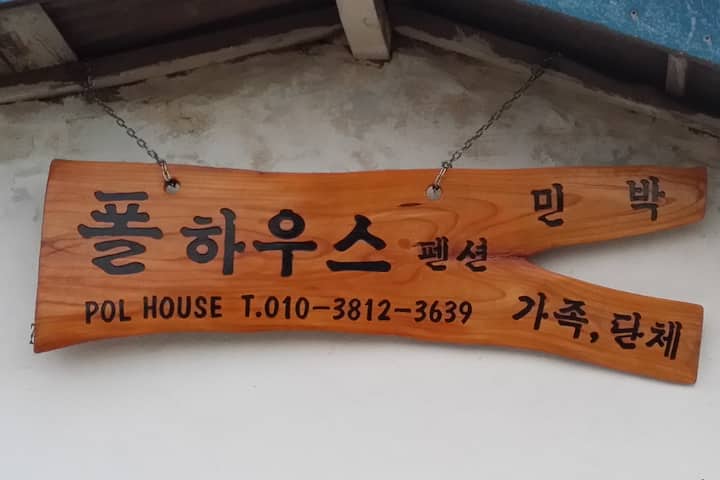 폴하우스 펜션
POL HOUSE T.010-3812-3639
민 박
가족, 단체